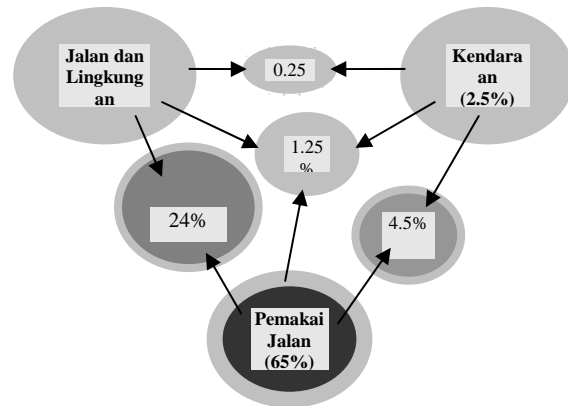 Jalan dan
Lingkung
an
0.25
Kendara
an
(2.5%)
1.25
%
24%
4.5%
Pemakai
Jalan
(65%)